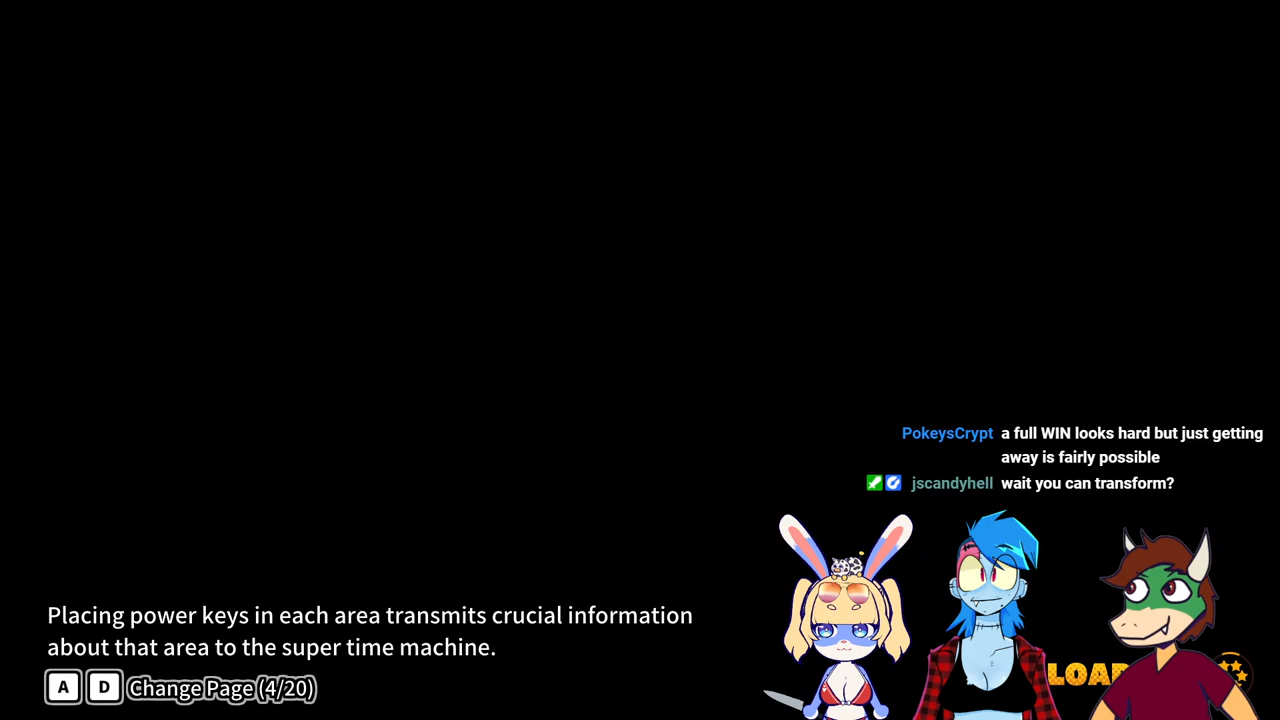 PokeysCrypt a full WIN looks hard but just getting
away is fairly possible
jscandyhell wait you can transform?
Placing power keys in each area transmits crucial information
about that area to the super time machine.
A D Change Page (4/20)
LOAD